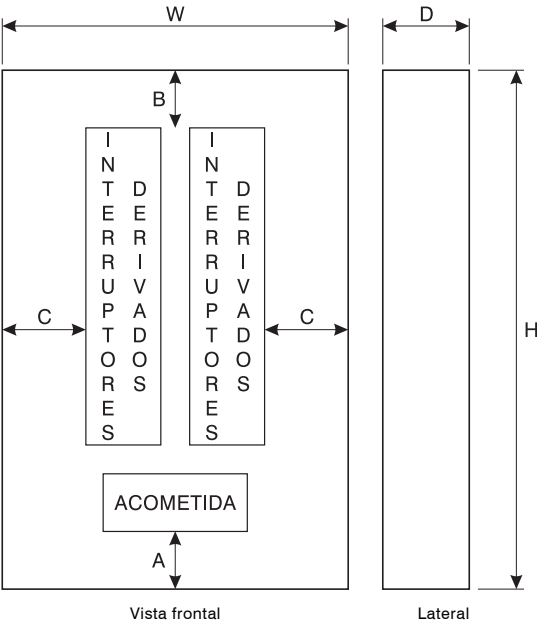 W
D
B
INTERRUPTORES
DERIVADOS
INTERRUPTORES
DERIVADOS
C
C
H
ACOMETIDA
A
Vista frontal
Lateral